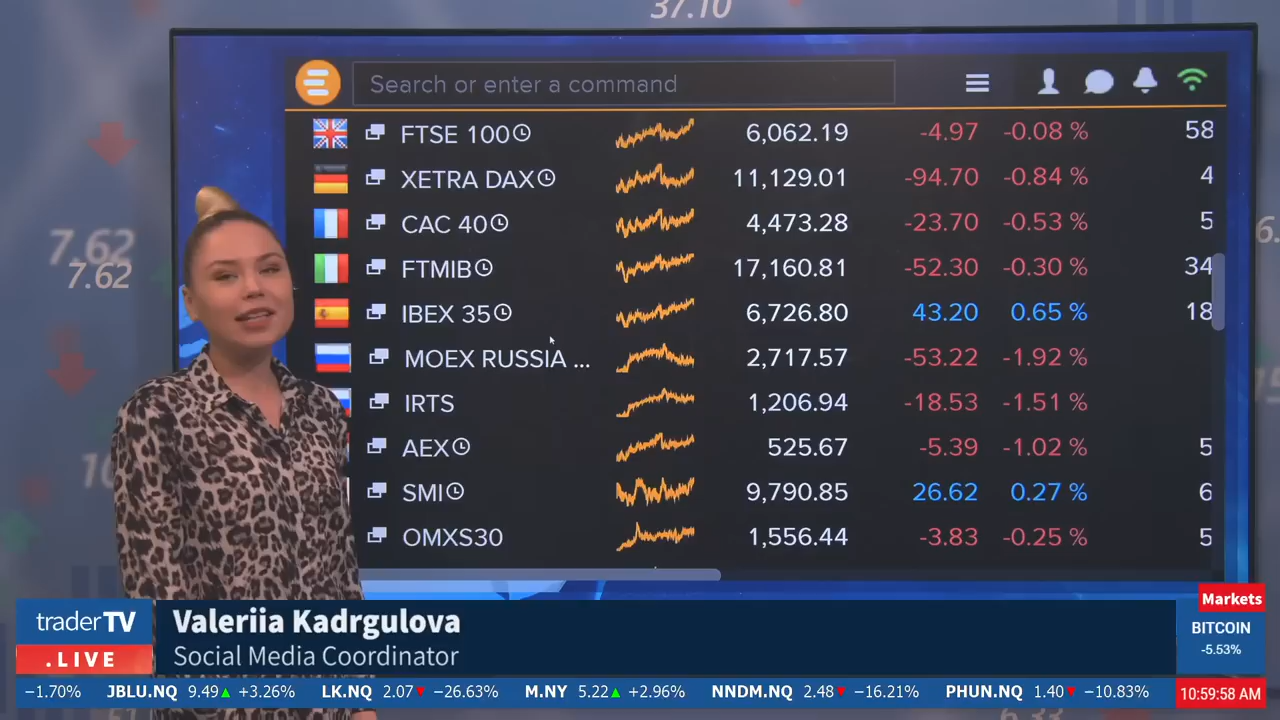 37.10
Search or enter a command
FTSE 100 6,062.19 -4.97 -0.08 % 58
XETRA DAX 11,129.01 -94.70 -0.84 % 4
CAC 40 4,473.28 -23.70 -0.53 % 5
7.62
7.62
FTMIB 17,160.81 -52.30 -0.30 % 34
IBEX 35 6,726.80 43.20 0.65 % 18
MOEX RUSSIA ... 2,717.57 -53.22 -1.92 %
IRTS 1,206.94 -18.53 -1.51 %
AEX 525.67 -5.39 -1.02 % 5
10
SMI 9,790.85 26.62 0.27 % 6
OMXS30 1,556.44 -3.83 -0.25 % 5
traderTV
.LIVE
Valeriia Kadrgulova
Social Media Coordinator
Markets
BITCOIN
-5.53%
−1.70% JBLU.NQ 9.49▲ +3.26% LK.NQ 2.07▼ −26.63% M.NY 5.22▲ +2.96% NNDM.NQ 2.48▼ −16.21% PHUN.NQ 1.40▼ −10.83%
10:59:58 AM